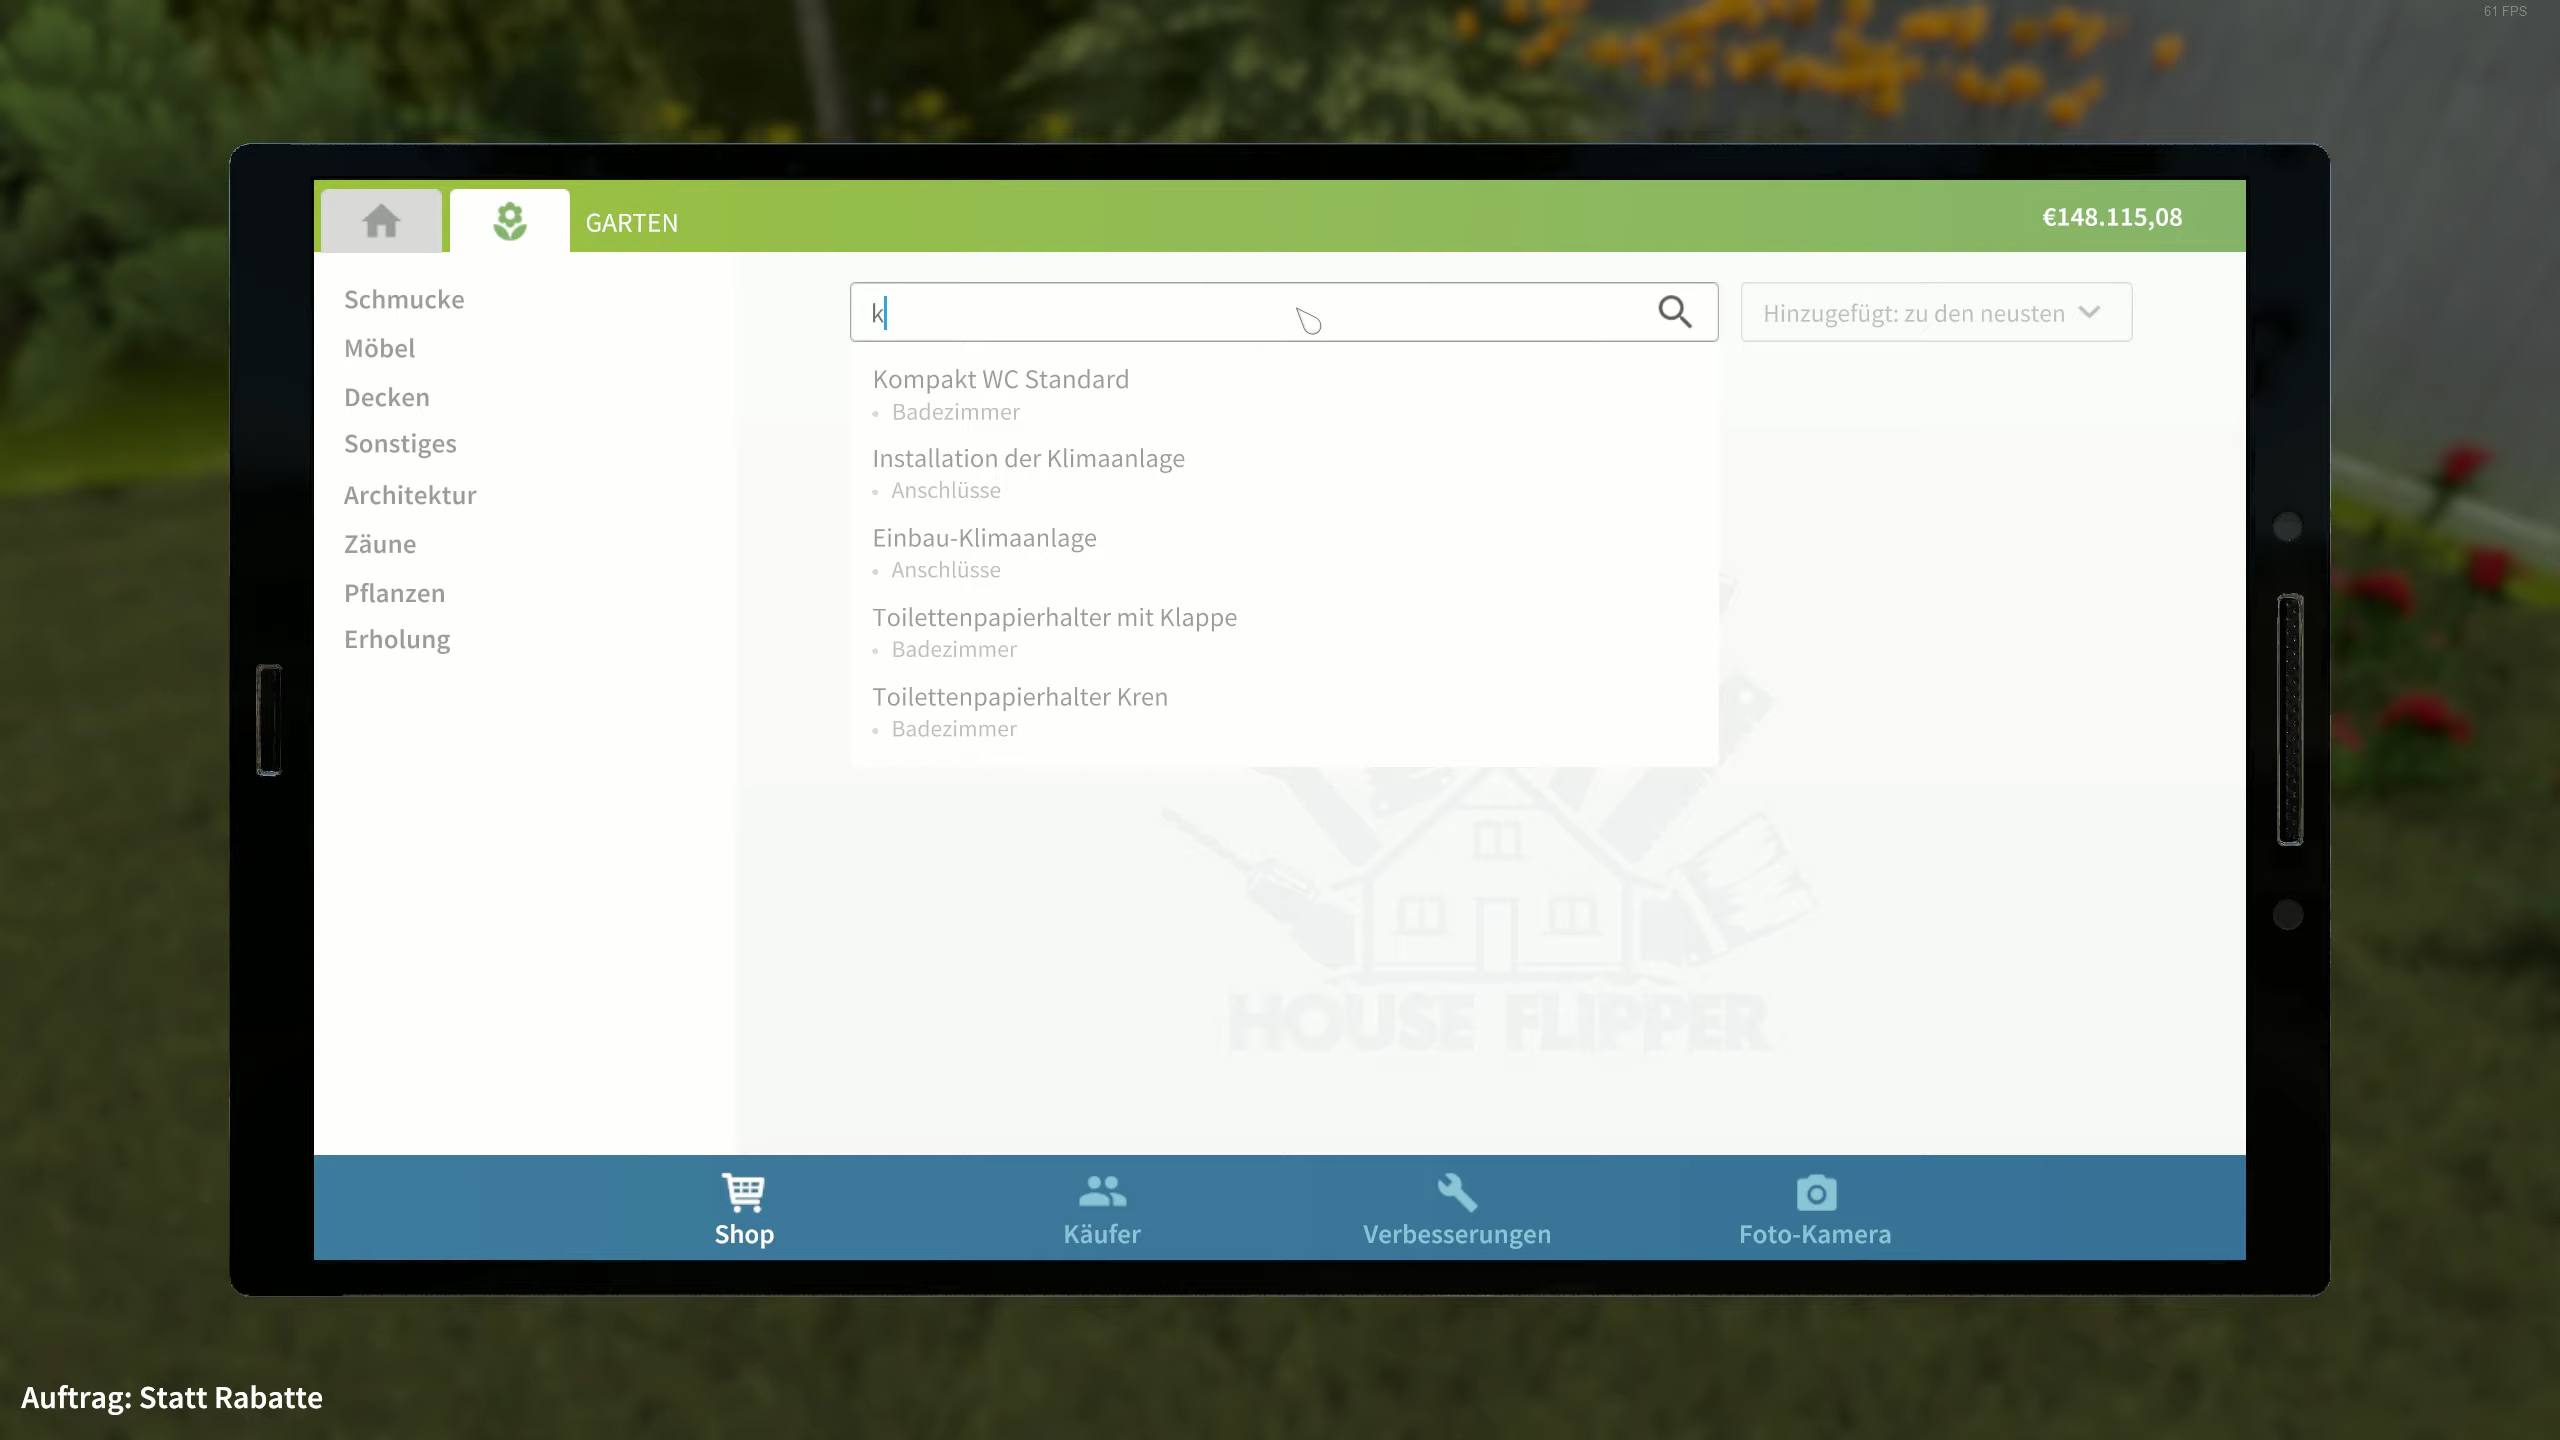 61 FPS
GARTEN
€148.115,08
k
Hinzugefügt: zu den neusten
Schmucke
Möbel
Decken
Sonstiges
Architektur
Zäune
Pflanzen
Erholung
Kompakt WC Standard
• Badezimmer
Installation der Klimaanlage
• Anschlüsse
Einbau-Klimaanlage
• Anschlüsse
Toilettenpapierhalter mit Klappe
• Badezimmer
Toilettenpapierhalter Kren
• Badezimmer
HOUSE FLIPPER
Shop
Käufer
Verbesserungen
Foto-Kamera
Auftrag: Statt Rabatte